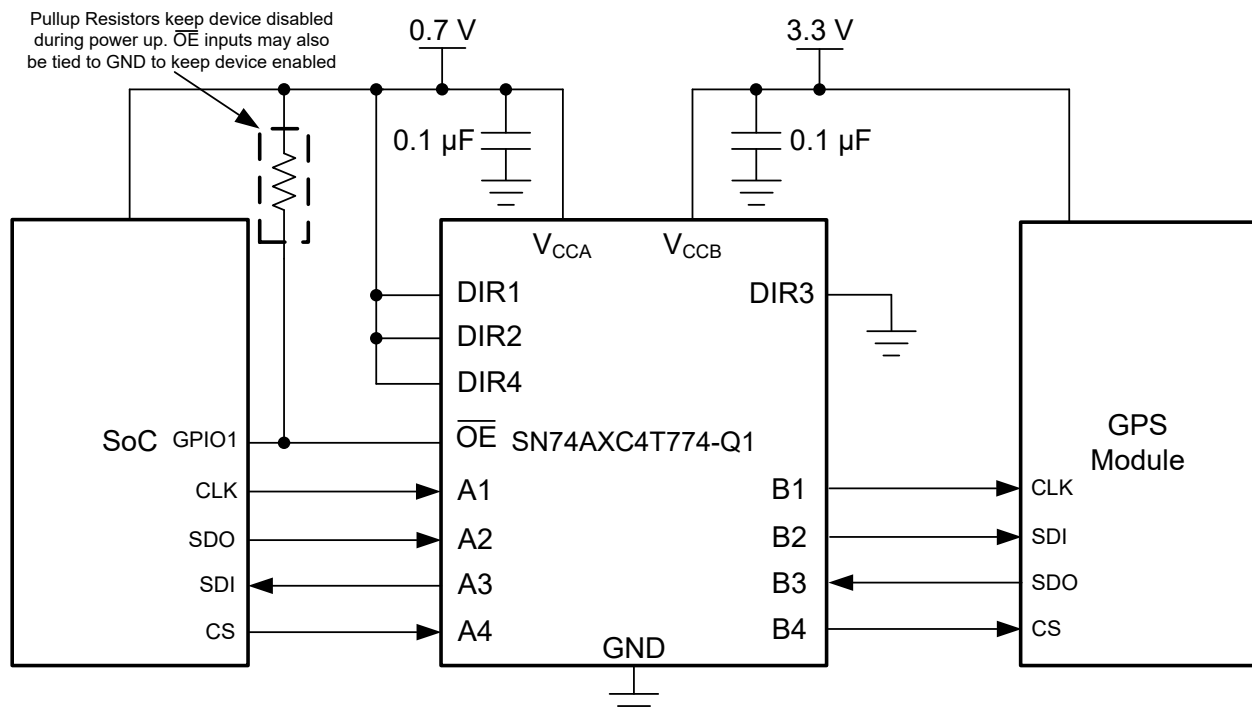 Pullup Resistors keep device disabled
during power up. O̅E̅ inputs may also
be tied to GND to keep device enabled
0.7 V
3.3 V
0.1 µF
0.1 µF
VCCA
VCCB
DIR1
DIR2
DIR4
DIR3
SoC
GPIO1
CLK
SDO
SDI
CS
O̅E̅
SN74AXC4T774-Q1
A1
A2
A3
A4
B1
B2
B3
B4
GND
GPS
Module
CLK
SDI
SDO
CS